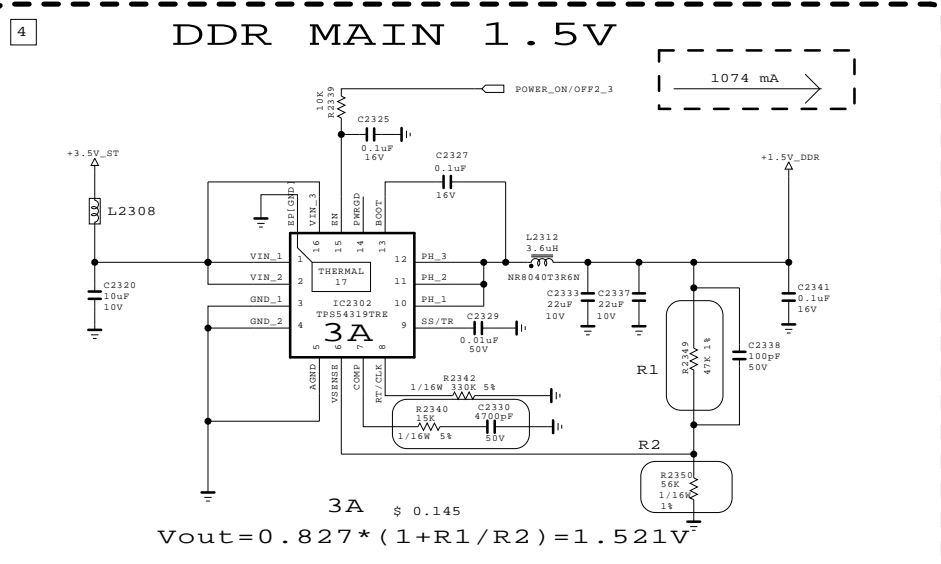 4
DDR MAIN 1.5V
1074 mA
10K
R2339
POWER_ON/OFF2_3
C2325
0.1uF
16V
C2327
0.1uF
16V
+3.5V_ST
+1.5V_DDR
L2308
EP[GND]
VIN_3
EN
PWRGD
BOOT
16
15
14
13
L2312
3.6uH
NR8040T3R6N
VIN_1
1
VIN_2
2
GND_1
3
GND_2
4
THERMAL
17
12
PH_3
11
PH_2
10
PH_1
9
SS/TR
IC2302
TPS54319TRE
3A
C2320
10uF
10V
C2333
22uF
10V
C2337
22uF
10V
C2341
0.1uF
16V
C2329
0.01uF
50V
5
6
7
8
AGND
VSENSE
COMP
RT/CLK
R1
R2349
47K 1%
C2338
100pF
50V
R2342
1/16W 330K 5%
R2340
15K
1/16W 5%
C2330
4700pF
50V
R2
R2350
56K
1/16W
1%
3A
$ 0.145
Vout=0.827*(1+R1/R2)=1.521V